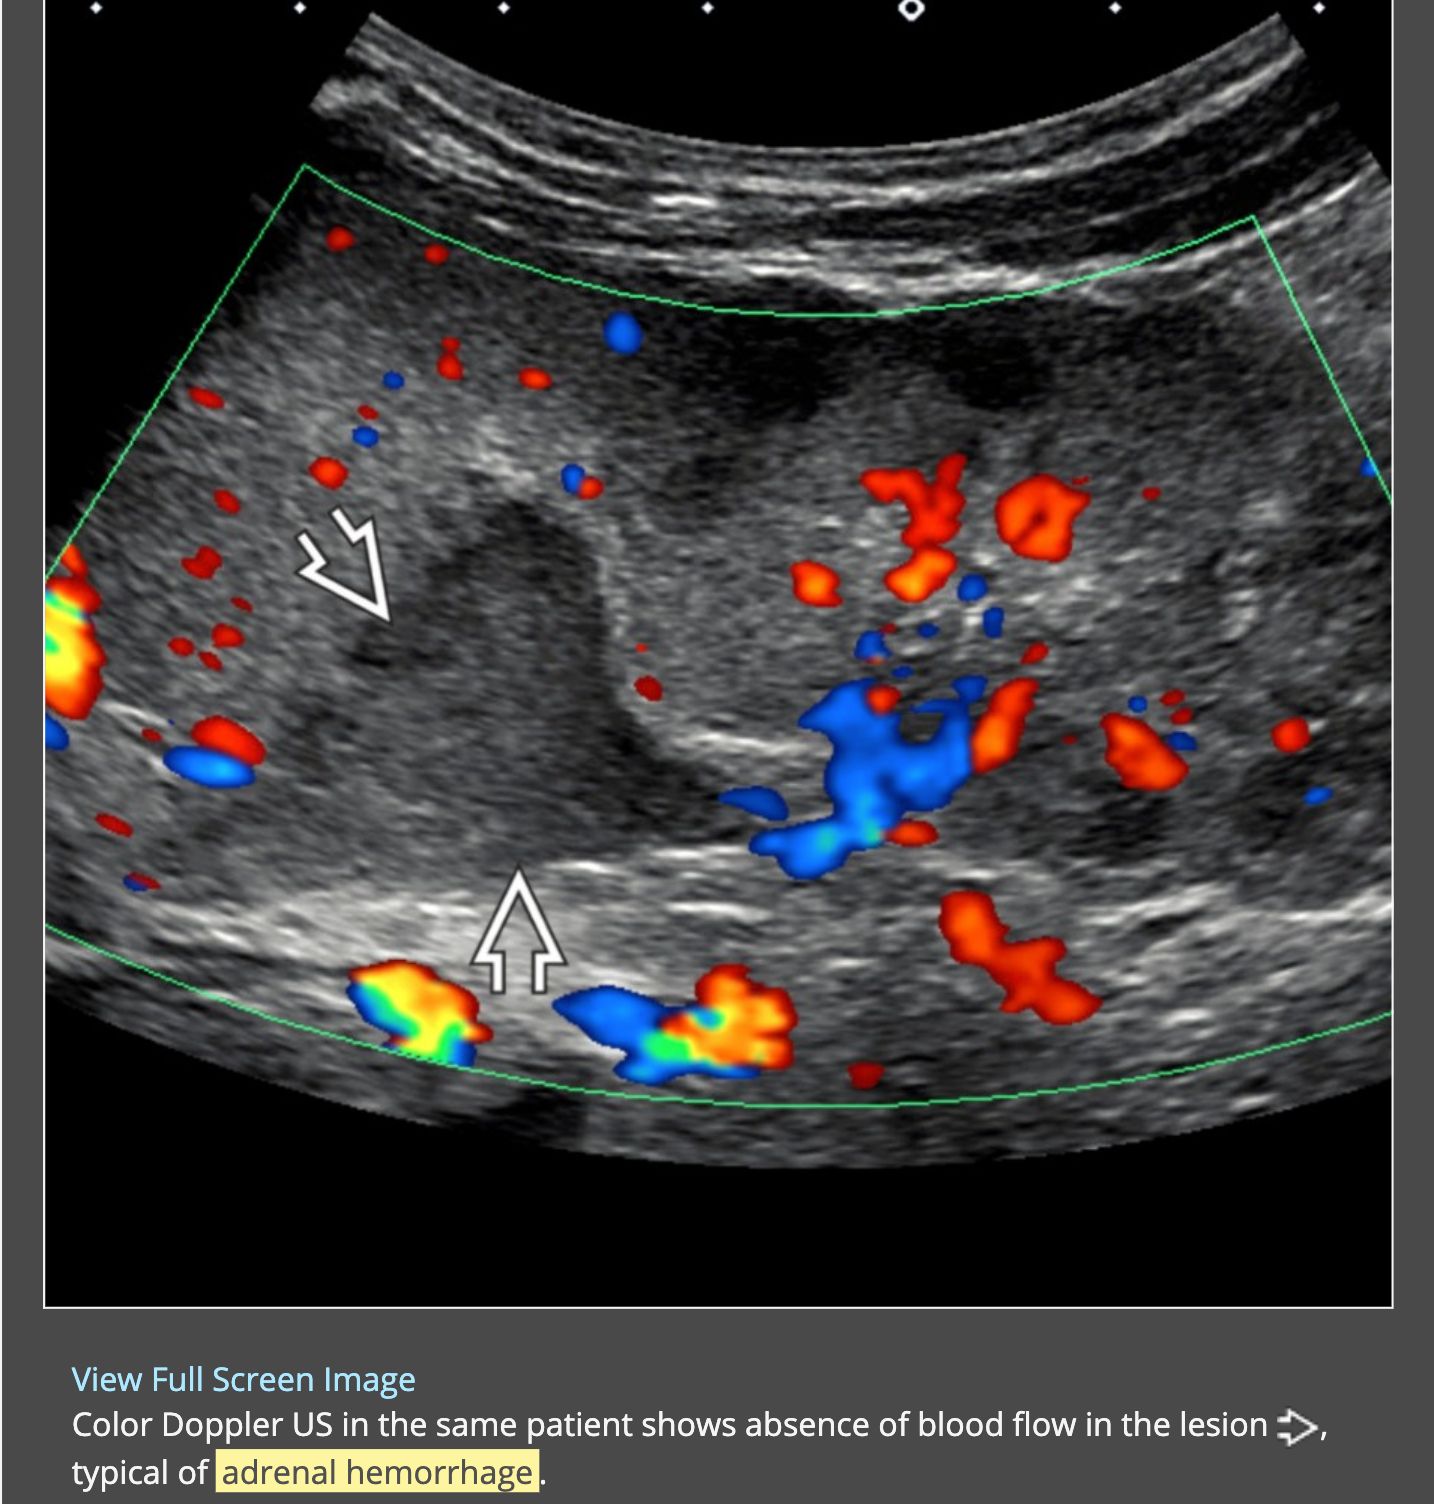 View Full Screen Image
Color Doppler US in the same patient shows absence of blood flow in the lesion ,
typical of adrenal hemorrhage.